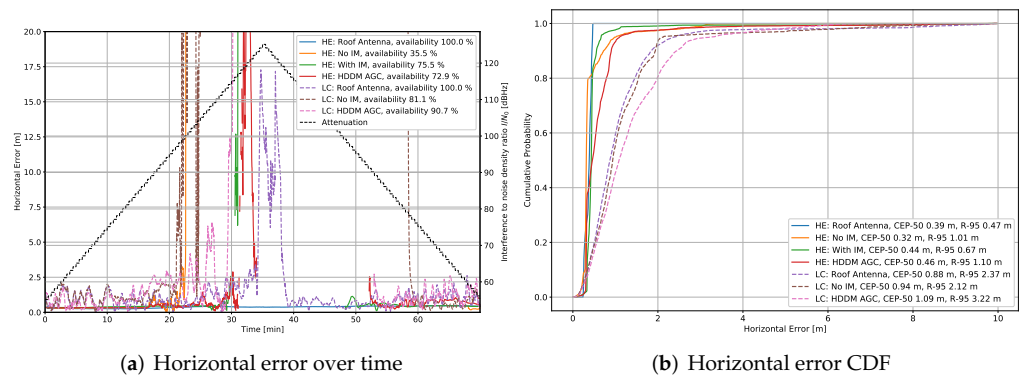 20.0
17.5
15.0
12.5
10.0
7.5
5.0
2.5
0.0
Horizontal Error [m]
HE: Roof Antenna, availability 100.0 %
HE: No IM, availability 35.5 %
HE: With IM, availability 75.5 %
HE: HDDM AGC, availability 72.9 %
LC: Roof Antenna, availability 100.0 %
LC: No IM, availability 81.1 %
LC: HDDM AGC, availability 90.7 %
Attenuation
120
110
100
90
80
70
60
Interference to noise density ratio I/N₀ [dBHz]
0 10 20 30 40 50 60
Time [min]
(a) Horizontal error over time
1.0
0.8
0.6
0.4
0.2
0.0
Cumulative Probability
HE: Roof Antenna, CEP-50 0.39 m, R-95 0.47 m
HE: No IM, CEP-50 0.32 m, R-95 1.01 m
HE: With IM, CEP-50 0.44 m, R-95 0.67 m
HE: HDDM AGC, CEP-50 0.46 m, R-95 1.10 m
LC: Roof Antenna, CEP-50 0.88 m, R-95 2.37 m
LC: No IM, CEP-50 0.94 m, R-95 2.12 m
LC: HDDM AGC, CEP-50 1.09 m, R-95 3.22 m
0 2 4 6 8 10
Horizontal Error [m]
(b) Horizontal error CDF